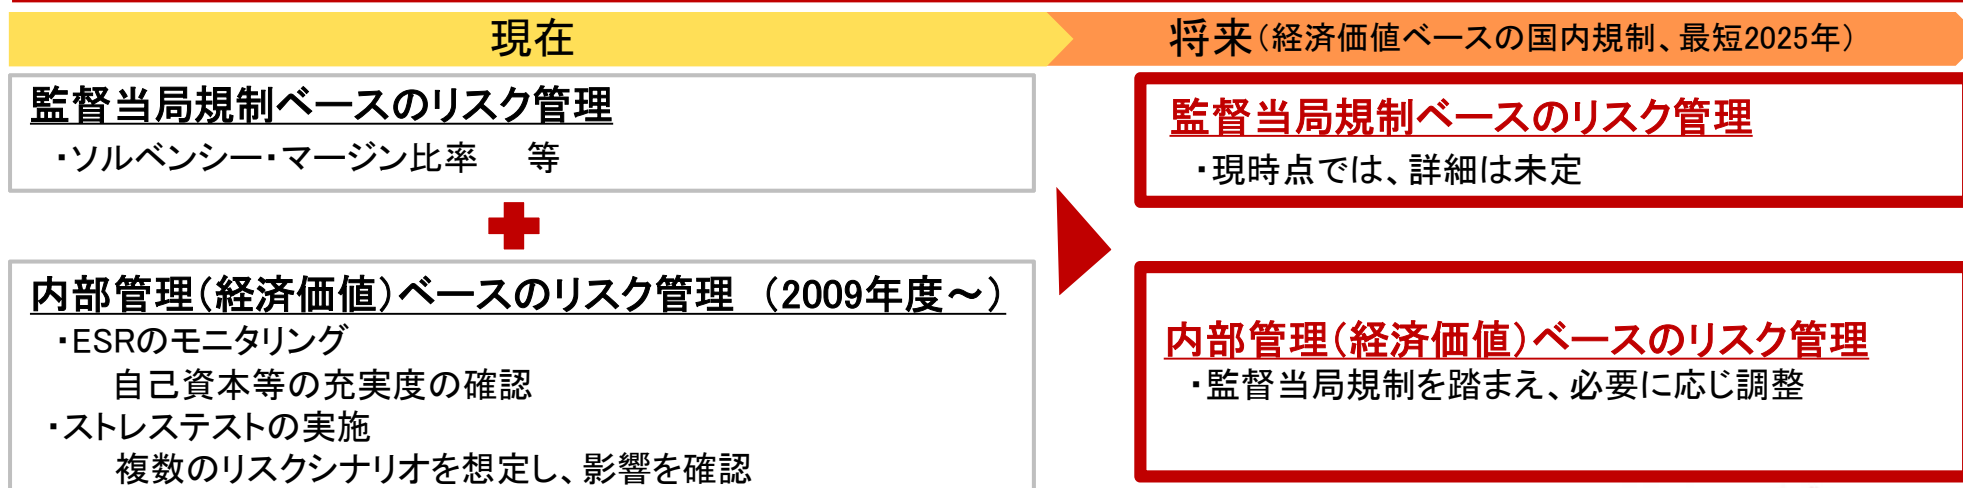 現在
将来(経済価値ベースの国内規制、最短2025年)
監督当局規制ベースのリスク管理
・ソルベンシー・マージン比率　等
内部管理(経済価値)ベースのリスク管理　(2009年度～)
・ESRのモニタリング
自己資本等の充実度の確認
・ストレステストの実施
複数のリスクシナリオを想定し、影響を確認
監督当局規制ベースのリスク管理
・現時点では、詳細は未定
内部管理(経済価値)ベースのリスク管理
・監督当局規制を踏まえ、必要に応じ調整